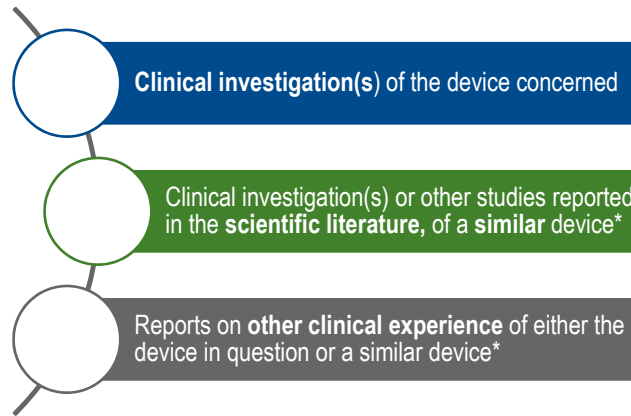 Clinical investigation(s) of the device concerned
Clinical investigation(s) or other studies reported
in the scientific literature, of a similar device*
Reports on other clinical experience of either the
device in question or a similar device*